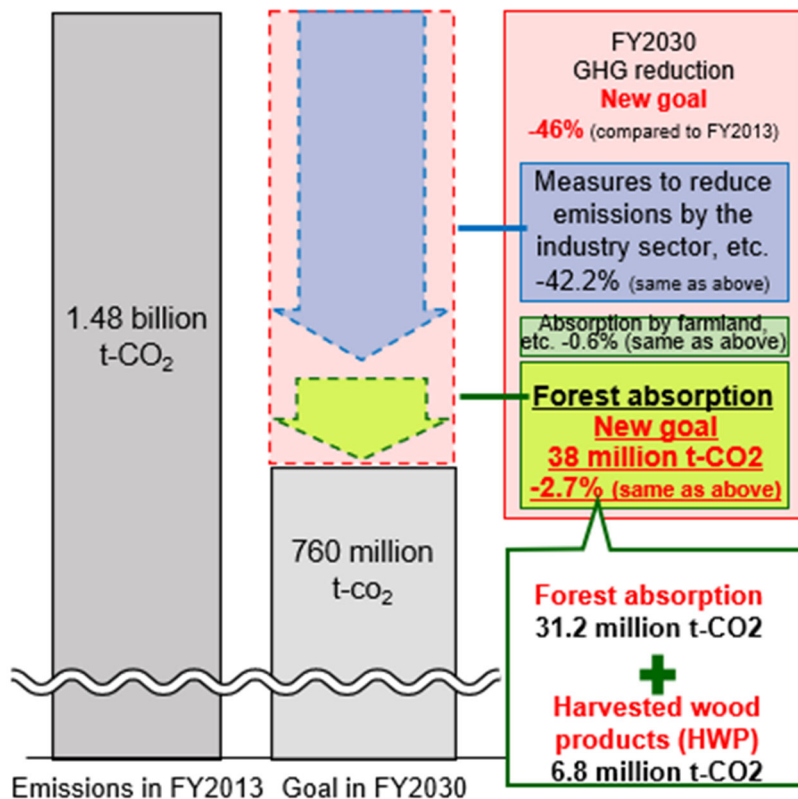 1.48 billion
t-CO₂
Emissions in FY2013
760 million
t-co₂
Goal in FY2030
FY2030
GHG reduction
New goal
-46% (compared to FY2013)
Measures to reduce
emissions by the
industry sector, etc.
-42.2% (same as above)
Absorption by farmland,
etc. -0.6% (same as above)
Forest absorption
New goal
38 million t-CO2
-2.7% (same as above)
Forest absorption
31.2 million t-CO2
Harvested wood
products (HWP)
6.8 million t-CO2